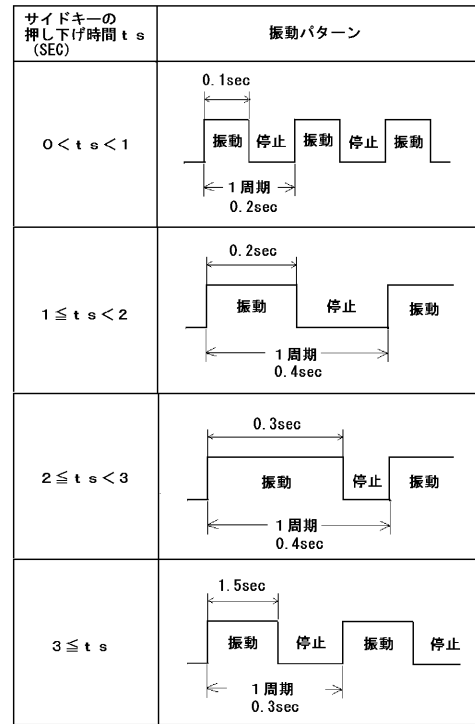 サイドキーの
押し下げ時間ｔｓ
(SEC)
振動パターン
０＜ｔｓ＜１
0.1sec
振動 停止 振動 停止 振動
１周期
0.2sec
１≦ｔｓ＜２
0.2sec
振動 停止 振動
１周期
0.4sec
２≦ｔｓ＜３
0.3sec
振動 停止 振動
１周期
0.4sec
３≦ｔｓ
1.5sec
振動 停止 振動 停止
１周期
0.3sec